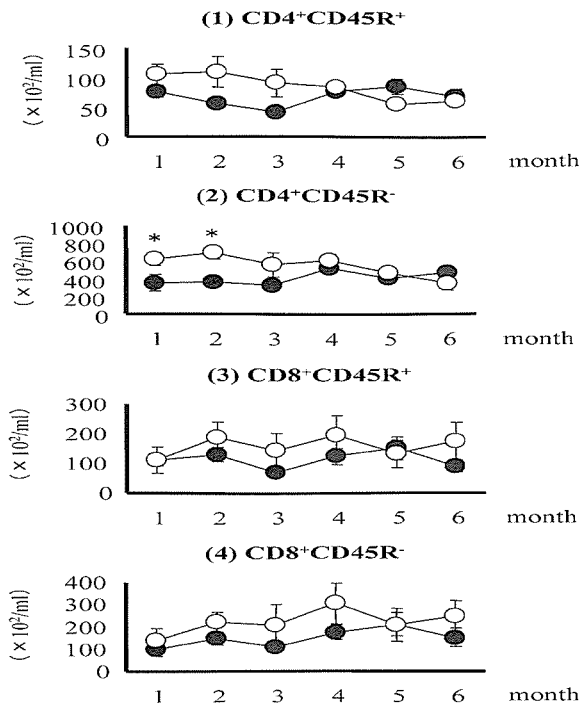 (1) CD4⁺CD45R⁺
150
100
50
0
(×10²/ml)
1 2 3 4 5 6 month
(2) CD4⁺CD45R⁻
1000
800
600
400
200
0
(×10²/ml)
* *
1 2 3 4 5 6 month
(3) CD8⁺CD45R⁺
300
200
100
0
(×10²/ml)
1 2 3 4 5 6 month
(4) CD8⁺CD45R⁻
400
300
200
100
0
(×10²/ml)
1 2 3 4 5 6 month